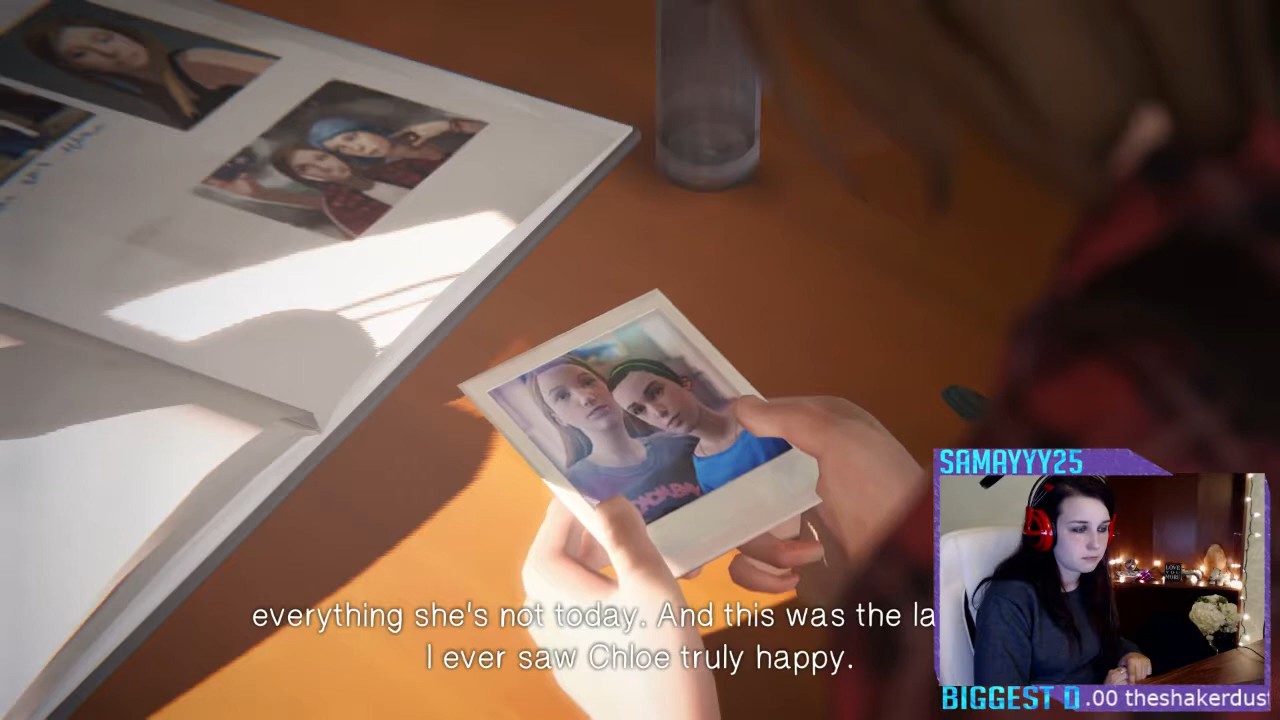 everything she's not today. And this was the la
I ever saw Chloe truly happy.
SAMAYYY25
BIGGEST D .00 theshakerdus